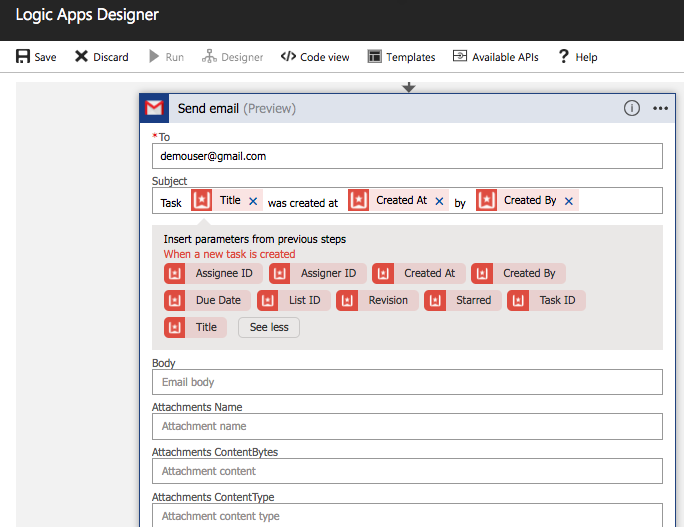 Logic Apps Designer
Save Discard Run Designer Code view Templates Available APIs Help
Send email (Preview)
*To
demouser@gmail.com
Subject
Task Title × was created at Created At × by Created By ×
Insert parameters from previous steps
When a new task is created
Assignee ID Assigner ID Created At Created By
Due Date List ID Revision Starred Task ID
Title See less
Body
Email body
Attachments Name
Attachment name
Attachments ContentBytes
Attachment content
Attachments ContentType
Attachment content type